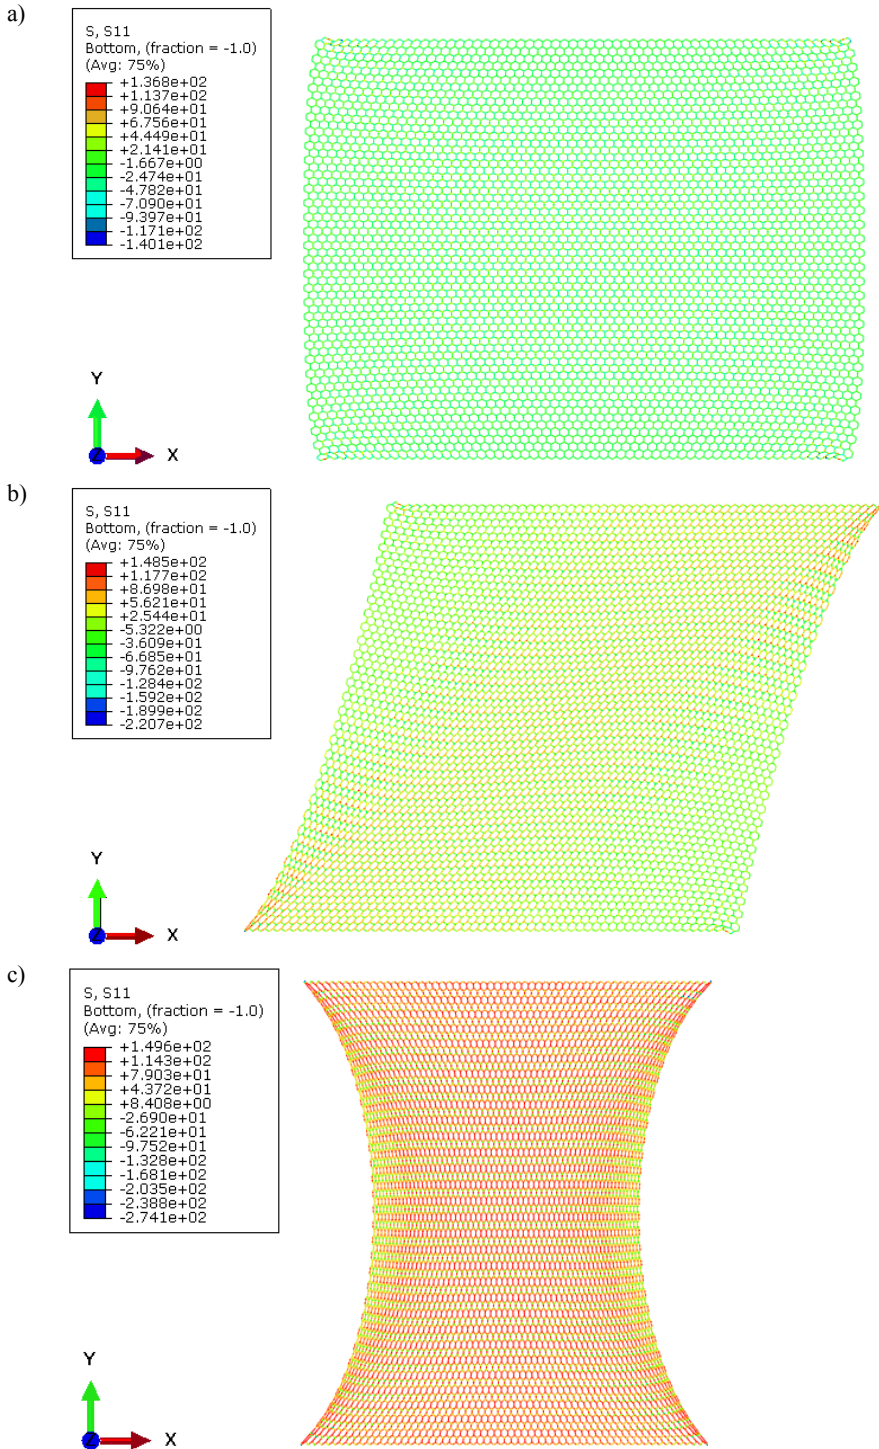 a)
S, S11
Bottom, (fraction = -1.0)
(Avg: 75%)
+1.368e+02
+1.137e+02
+9.064e+01
+6.756e+01
+4.449e+01
+2.141e+01
-1.667e+00
-2.474e+01
-4.782e+01
-7.090e+01
-9.397e+01
-1.171e+02
-1.401e+02
Y
Z
X
b)
S, S11
Bottom, (fraction = -1.0)
(Avg: 75%)
+1.485e+02
+1.177e+02
+8.698e+01
+5.621e+01
+2.544e+01
-5.322e+00
-3.609e+01
-6.685e+01
-9.762e+01
-1.284e+02
-1.592e+02
-1.899e+02
-2.207e+02
Y
Z
X
c)
S, S11
Bottom, (fraction = -1.0)
(Avg: 75%)
+1.496e+02
+1.143e+02
+7.903e+01
+4.372e+01
+8.408e+00
-2.690e+01
-6.221e+01
-9.752e+01
-1.328e+02
-1.681e+02
-2.035e+02
-2.388e+02
-2.741e+02
Y
Z
X